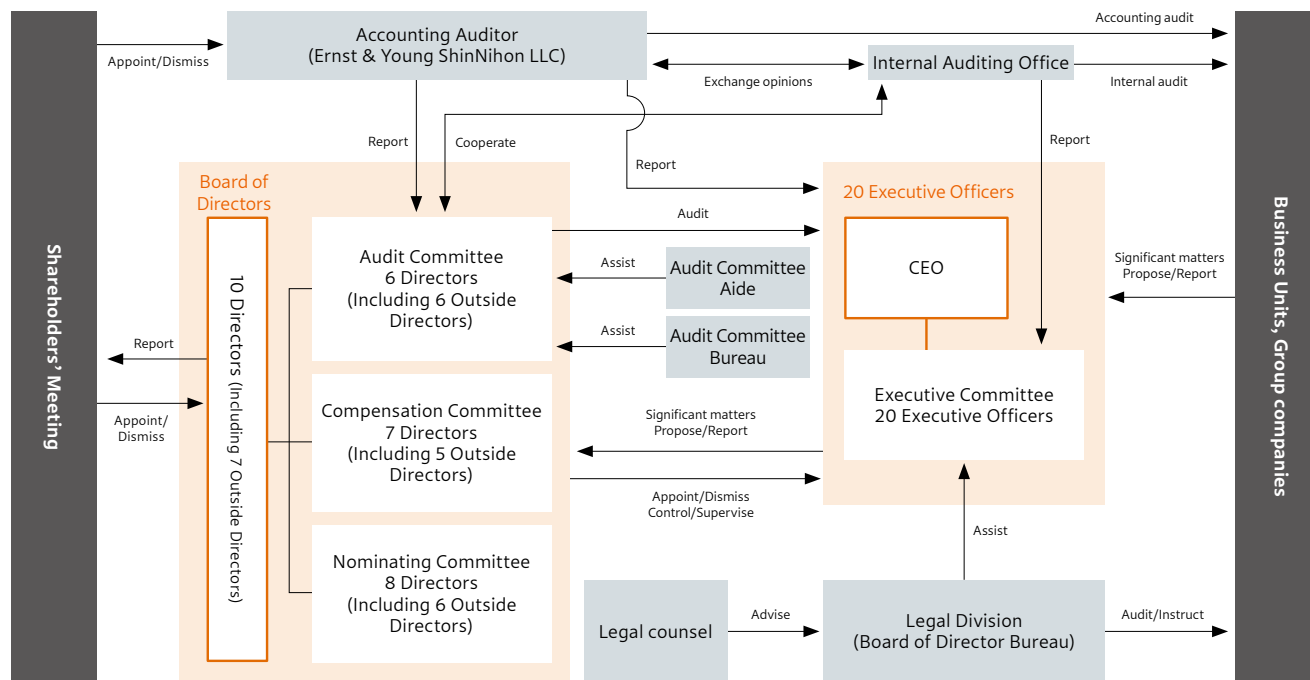 Shareholders’ Meeting
Appoint/Dismiss
Accounting Auditor
(Ernst & Young ShinNihon LLC)
Accounting audit
Exchange opinions
Internal Auditing Office
Internal audit
Report
Cooperate
Report
Report
Board of
Directors
10 Directors (Including 7 Outside Directors)
Audit Committee
6 Directors
(Including 6 Outside
Directors)
Audit
Assist
Audit Committee
Aide
Assist
Audit Committee
Bureau
20 Executive Officers
CEO
Executive Committee
20 Executive Officers
Significant matters
Propose/Report
Business Units, Group companies
Report
Appoint/
Dismiss
Compensation Committee
7 Directors
(Including 5 Outside
Directors)
Significant matters
Propose/Report
Appoint/Dismiss
Control/Supervise
Nominating Committee
8 Directors
(Including 6 Outside
Directors)
Assist
Legal counsel
Advise
Legal Division
(Board of Director Bureau)
Audit/Instruct